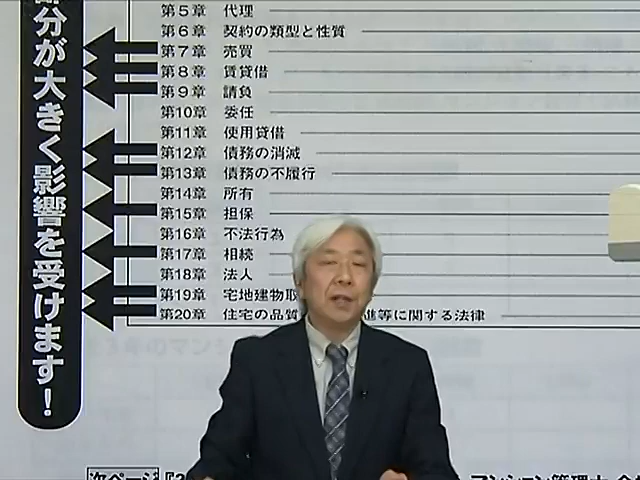 部分が大きく影響を受けます！
第5章 代理
第6章 契約の類型と性質
第7章 売買
第8章 賃貸借
第9章 請負
第10章 委任
第11章 使用貸借
第12章 債務の消滅
第13章 債務の不履行
第14章 所有
第15章 担保
第16章 不法行為
第17章 相続
第18章 法人
第19章 宅地建物取
第20章 住宅の品質 進等に関する法律
次ページ『2
マンション管理士